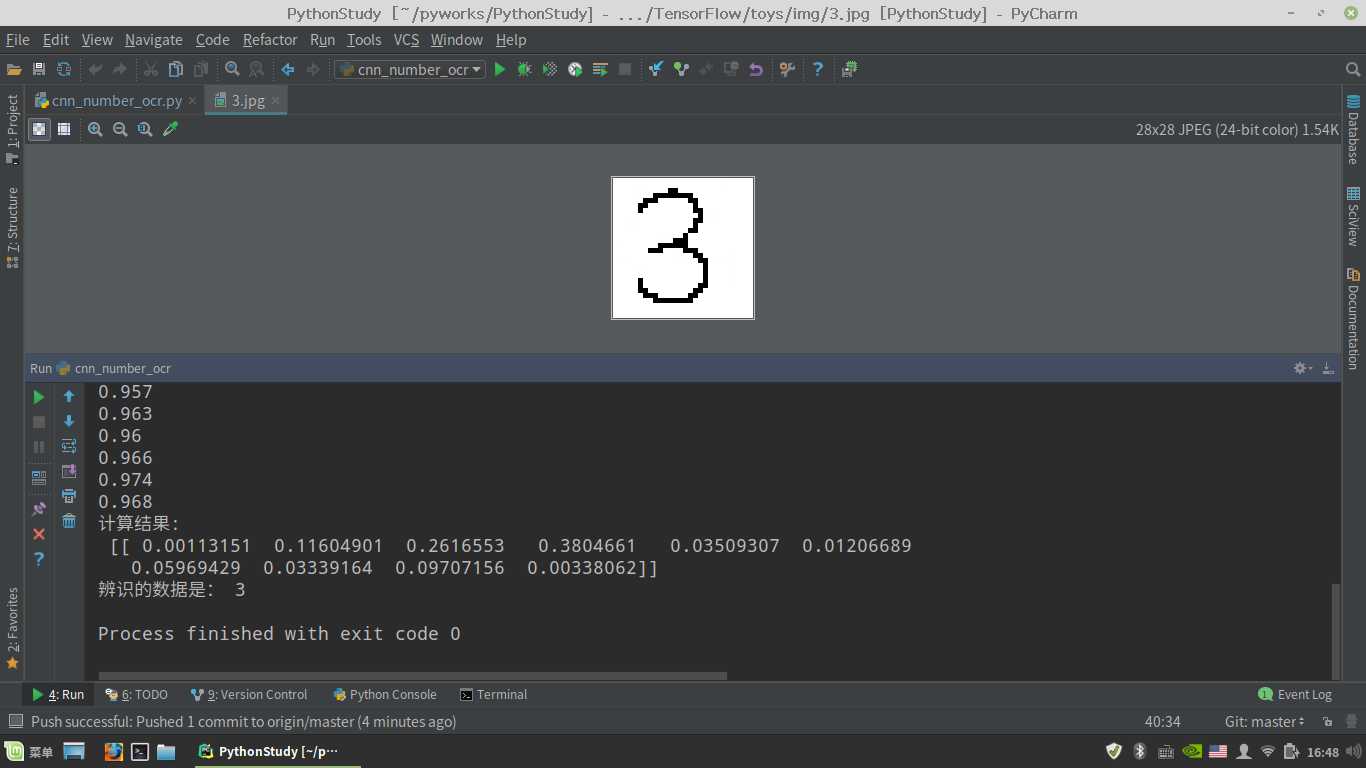 PythonStudy [~/pyworks/PythonStudy] - .../TensorFlow/toys/img/3.jpg [PythonStudy] - PyCharm
File Edit View Navigate Code Refactor Run Tools VCS Window Help
cnn_number_ocr
cnn_number_ocr.py 3.jpg
28x28 JPEG (24-bit color) 1.54K
1: Project
7: Structure
2: Favorites
Database
SciView
Documentation
3
Run cnn_number_ocr
0.957
0.963
0.96
0.966
0.974
0.968
计算结果:
[[ 0.00113151 0.11604901 0.2616553 0.3804661 0.03509307 0.01206689
0.05969429 0.03339164 0.09707156 0.00338062]]
辨识的数据是: 3
Process finished with exit code 0
4: Run 6: TODO 9: Version Control Python Console Terminal 1 Event Log
Push successful: Pushed 1 commit to origin/master (4 minutes ago) 40:34 Git: master
菜单 PythonStudy [~/p··· 16:48